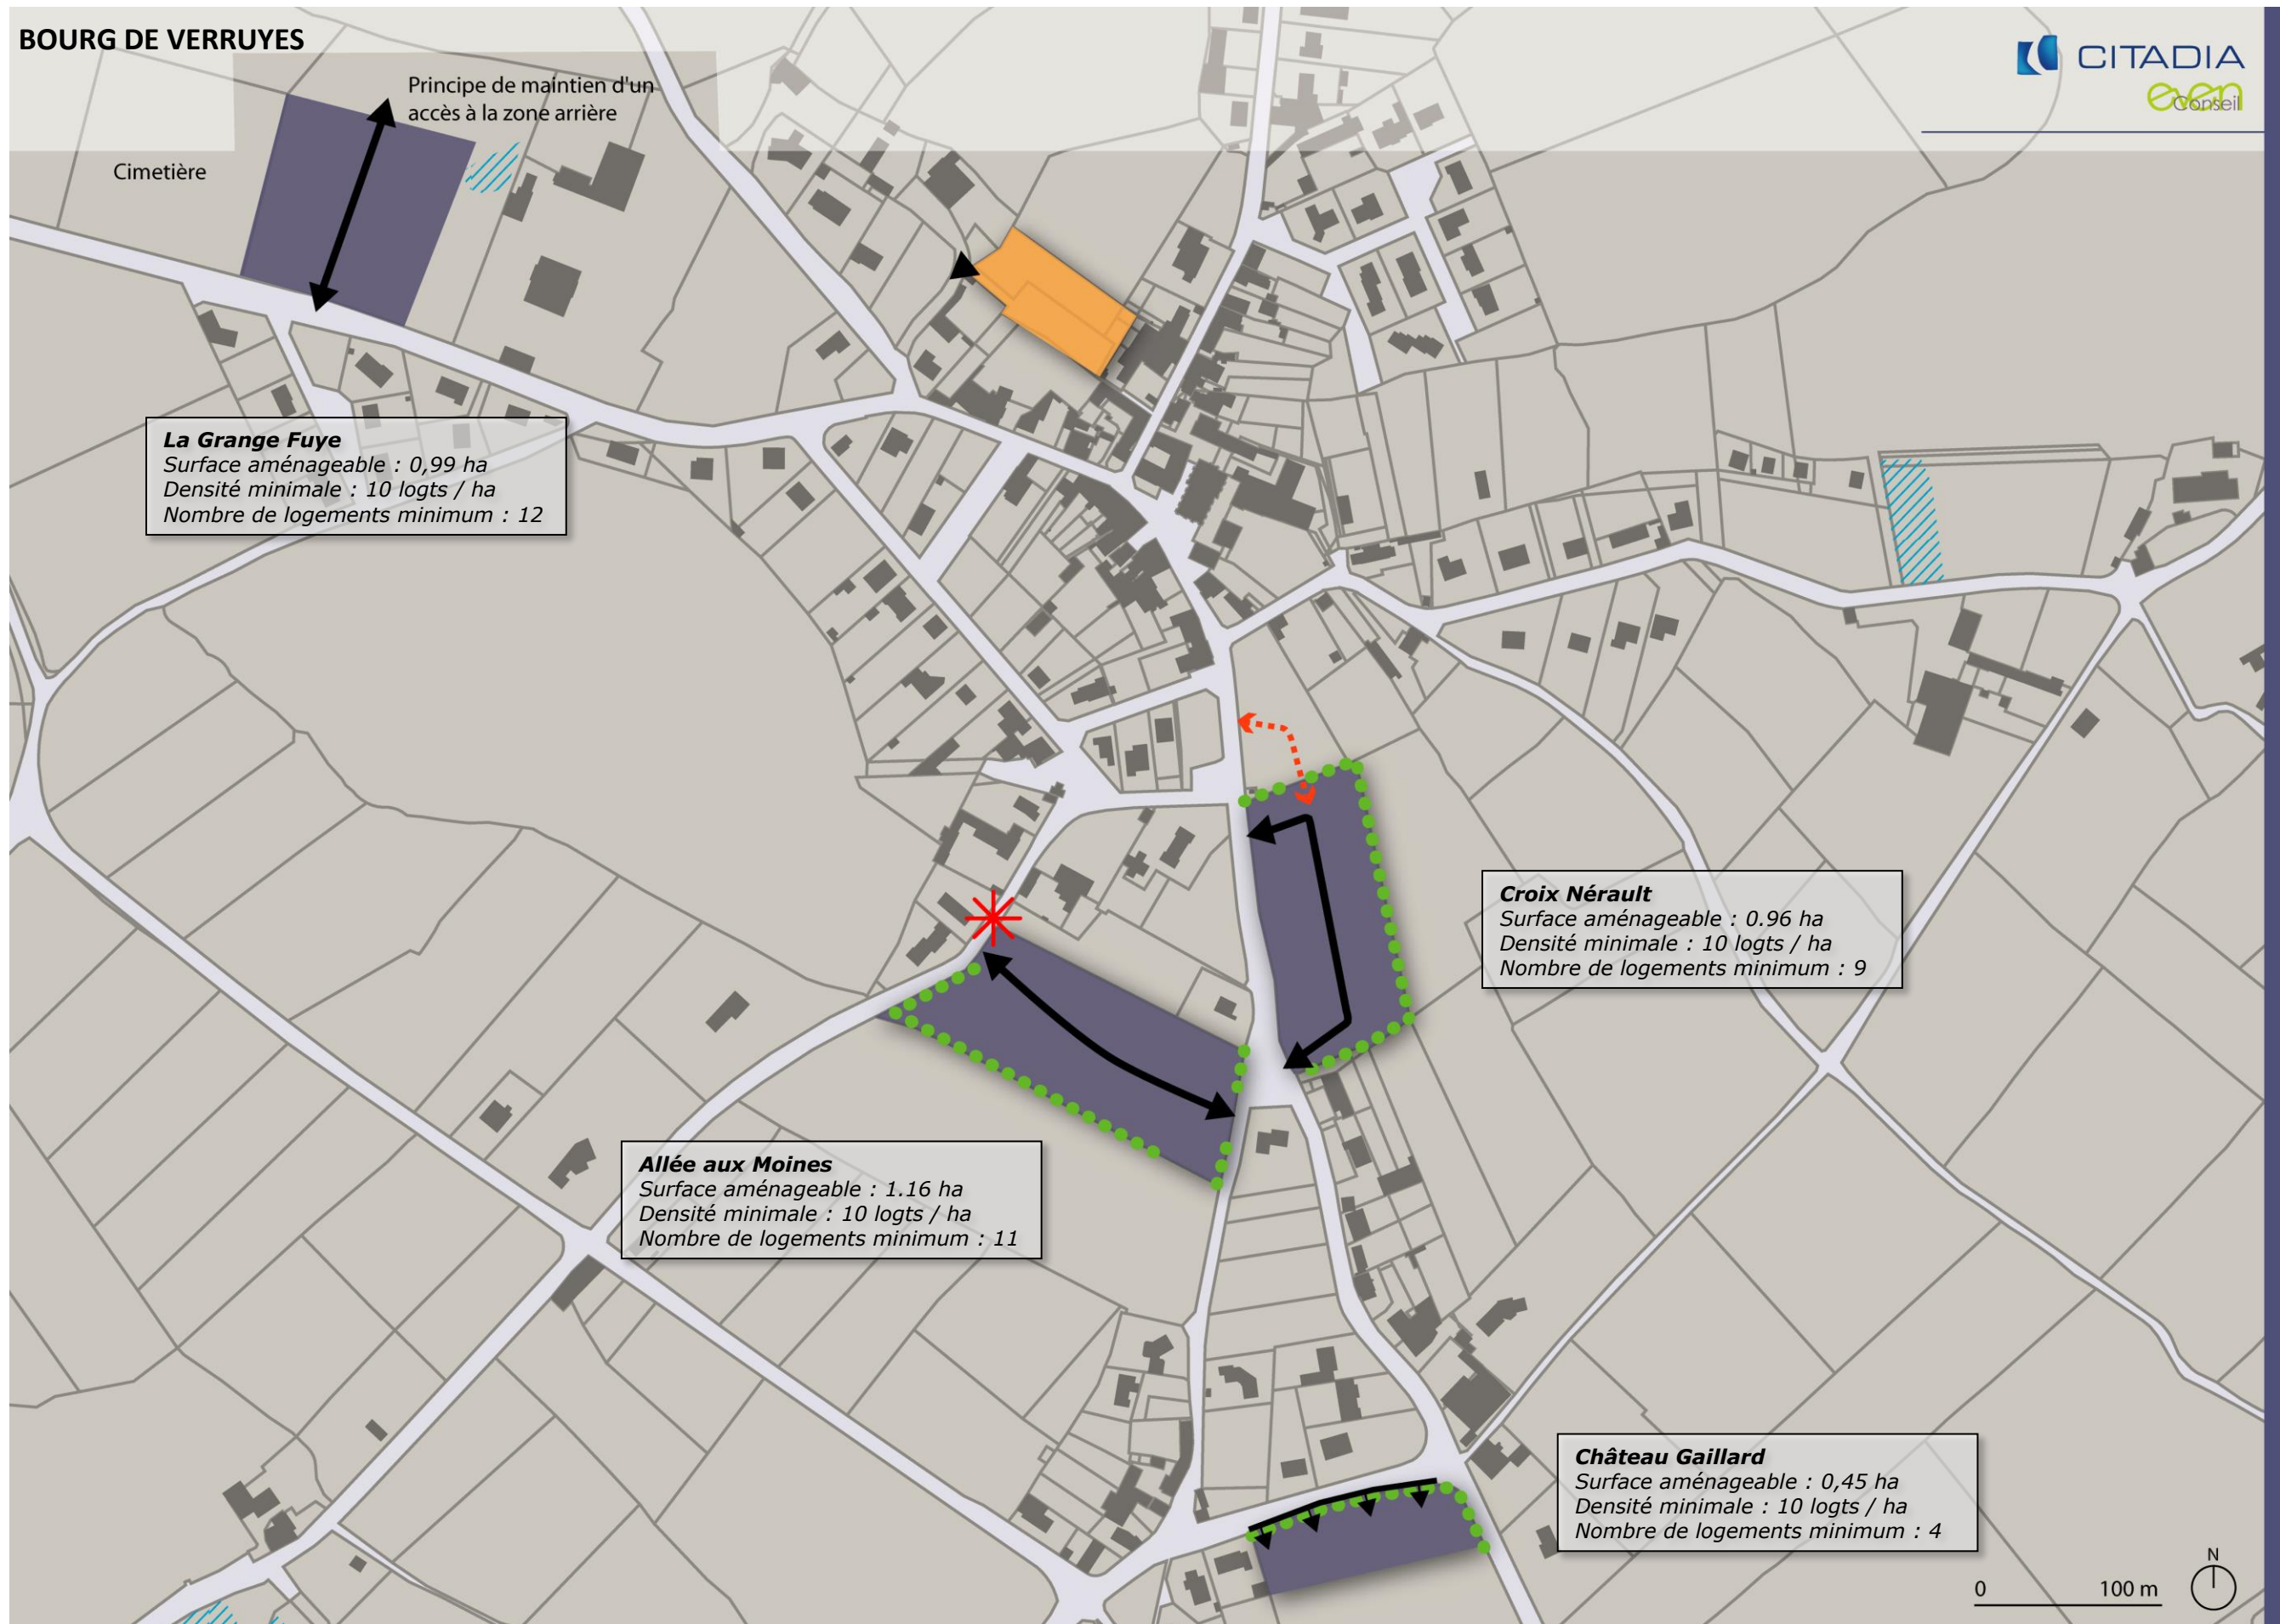 BOURG DE VERRUYES
CITADIA
even
Conseil
Principe de maintien d'un
accès à la zone arrière
Cimetière
La Grange Fuye
Surface aménageable : 0,99 ha
Densité minimale : 10 logts / ha
Nombre de logements minimum : 12
Croix Nérault
Surface aménageable : 0.96 ha
Densité minimale : 10 logts / ha
Nombre de logements minimum : 9
Allée aux Moines
Surface aménageable : 1.16 ha
Densité minimale : 10 logts / ha
Nombre de logements minimum : 11
Château Gaillard
Surface aménageable : 0,45 ha
Densité minimale : 10 logts / ha
Nombre de logements minimum : 4
N
0 100 m